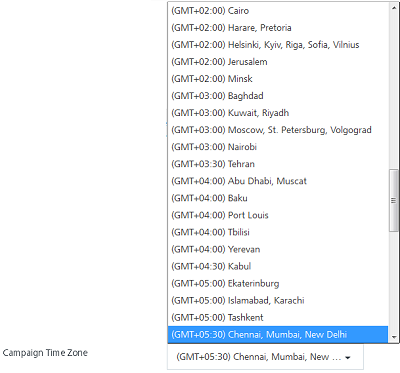 (GMT+02:00) Cairo
(GMT+02:00) Harare, Pretoria
(GMT+02:00) Helsinki, Kyiv, Riga, Sofia, Vilnius
(GMT+02:00) Jerusalem
(GMT+02:00) Minsk
(GMT+03:00) Baghdad
(GMT+03:00) Kuwait, Riyadh
(GMT+03:00) Moscow, St. Petersburg, Volgograd
(GMT+03:00) Nairobi
(GMT+03:30) Tehran
(GMT+04:00) Abu Dhabi, Muscat
(GMT+04:00) Baku
(GMT+04:00) Port Louis
(GMT+04:00) Tbilisi
(GMT+04:00) Yerevan
(GMT+04:30) Kabul
(GMT+05:00) Ekaterinburg
(GMT+05:00) Islamabad, Karachi
(GMT+05:00) Tashkent
(GMT+05:30) Chennai, Mumbai, New Delhi
Campaign Time Zone
(GMT+05:30) Chennai, Mumbai, New ...